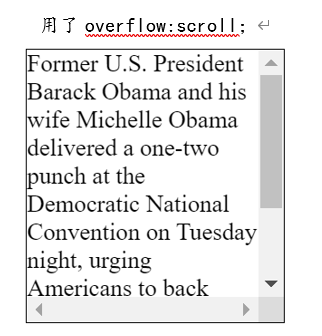 用了 overflow:scroll;
Former U.S. President
Barack Obama and his
wife Michelle Obama
delivered a one-two
punch at the
Democratic National
Convention on Tuesday
night, urging
Americans to back